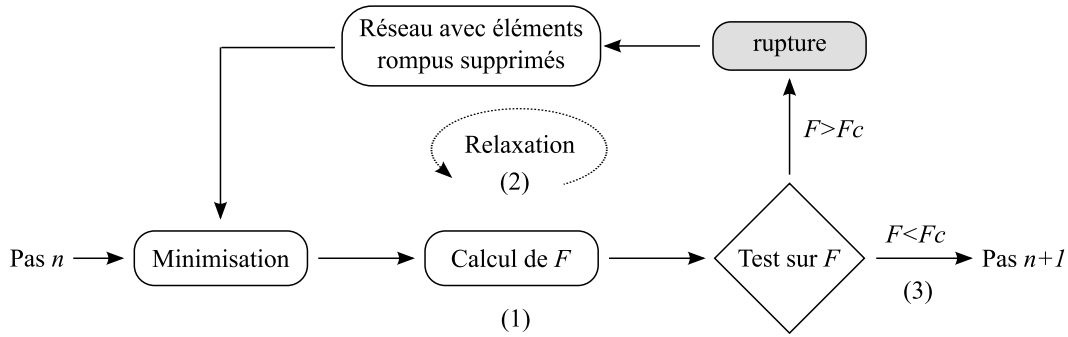 Réseau avec éléments
rompus supprimés
rupture
Relaxation
(2)
F>Fc
Pas n
Minimisation
Calcul de F
Test sur F
F<Fc
Pas n+1
(3)
(1)